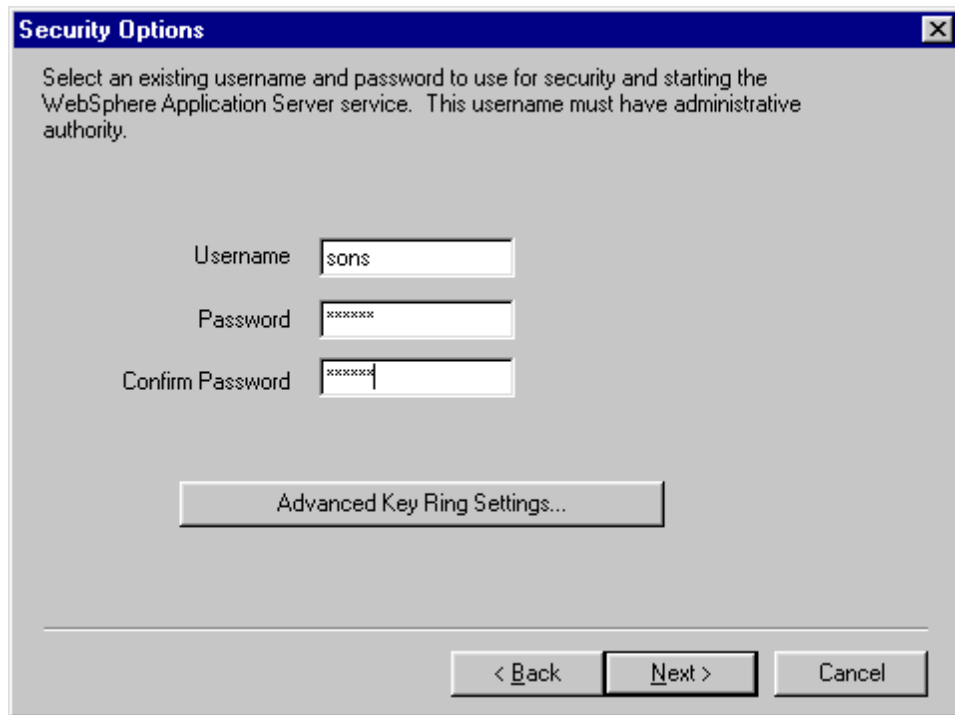 Security Options
Select an existing username and password to use for security and starting the
WebSphere Application Server service.  This username must have administrative
authority.
Username sons
Password ××××××
Confirm Password ××××××
Advanced Key Ring Settings...
< Back Next > Cancel